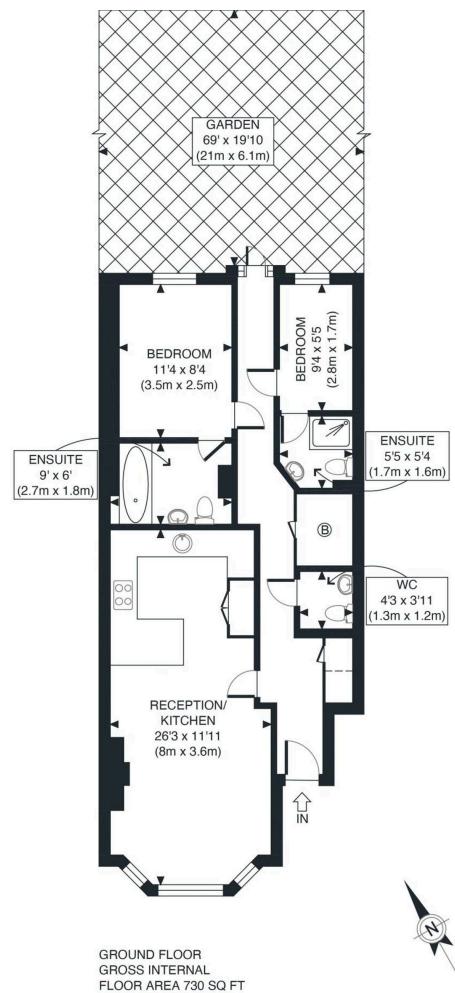 GARDEN
69' x 19'10
(21m x 6.1m)
BEDROOM
11'4 x 8'4
(3.5m x 2.5m)
BEDROOM
9'4 x 5'5
(2.8m x 1.7m)
ENSUITE
9' x 6'
(2.7m x 1.8m)
ENSUITE
5'5 x 5'4
(1.7m x 1.6m)
B
WC
4'3 x 3'11
(1.3m x 1.2m)
RECEPTION/
KITCHEN
26'3 x 11'11
(8m x 3.6m)
IN
N
GROUND FLOOR
GROSS INTERNAL
FLOOR AREA 730 SQ FT